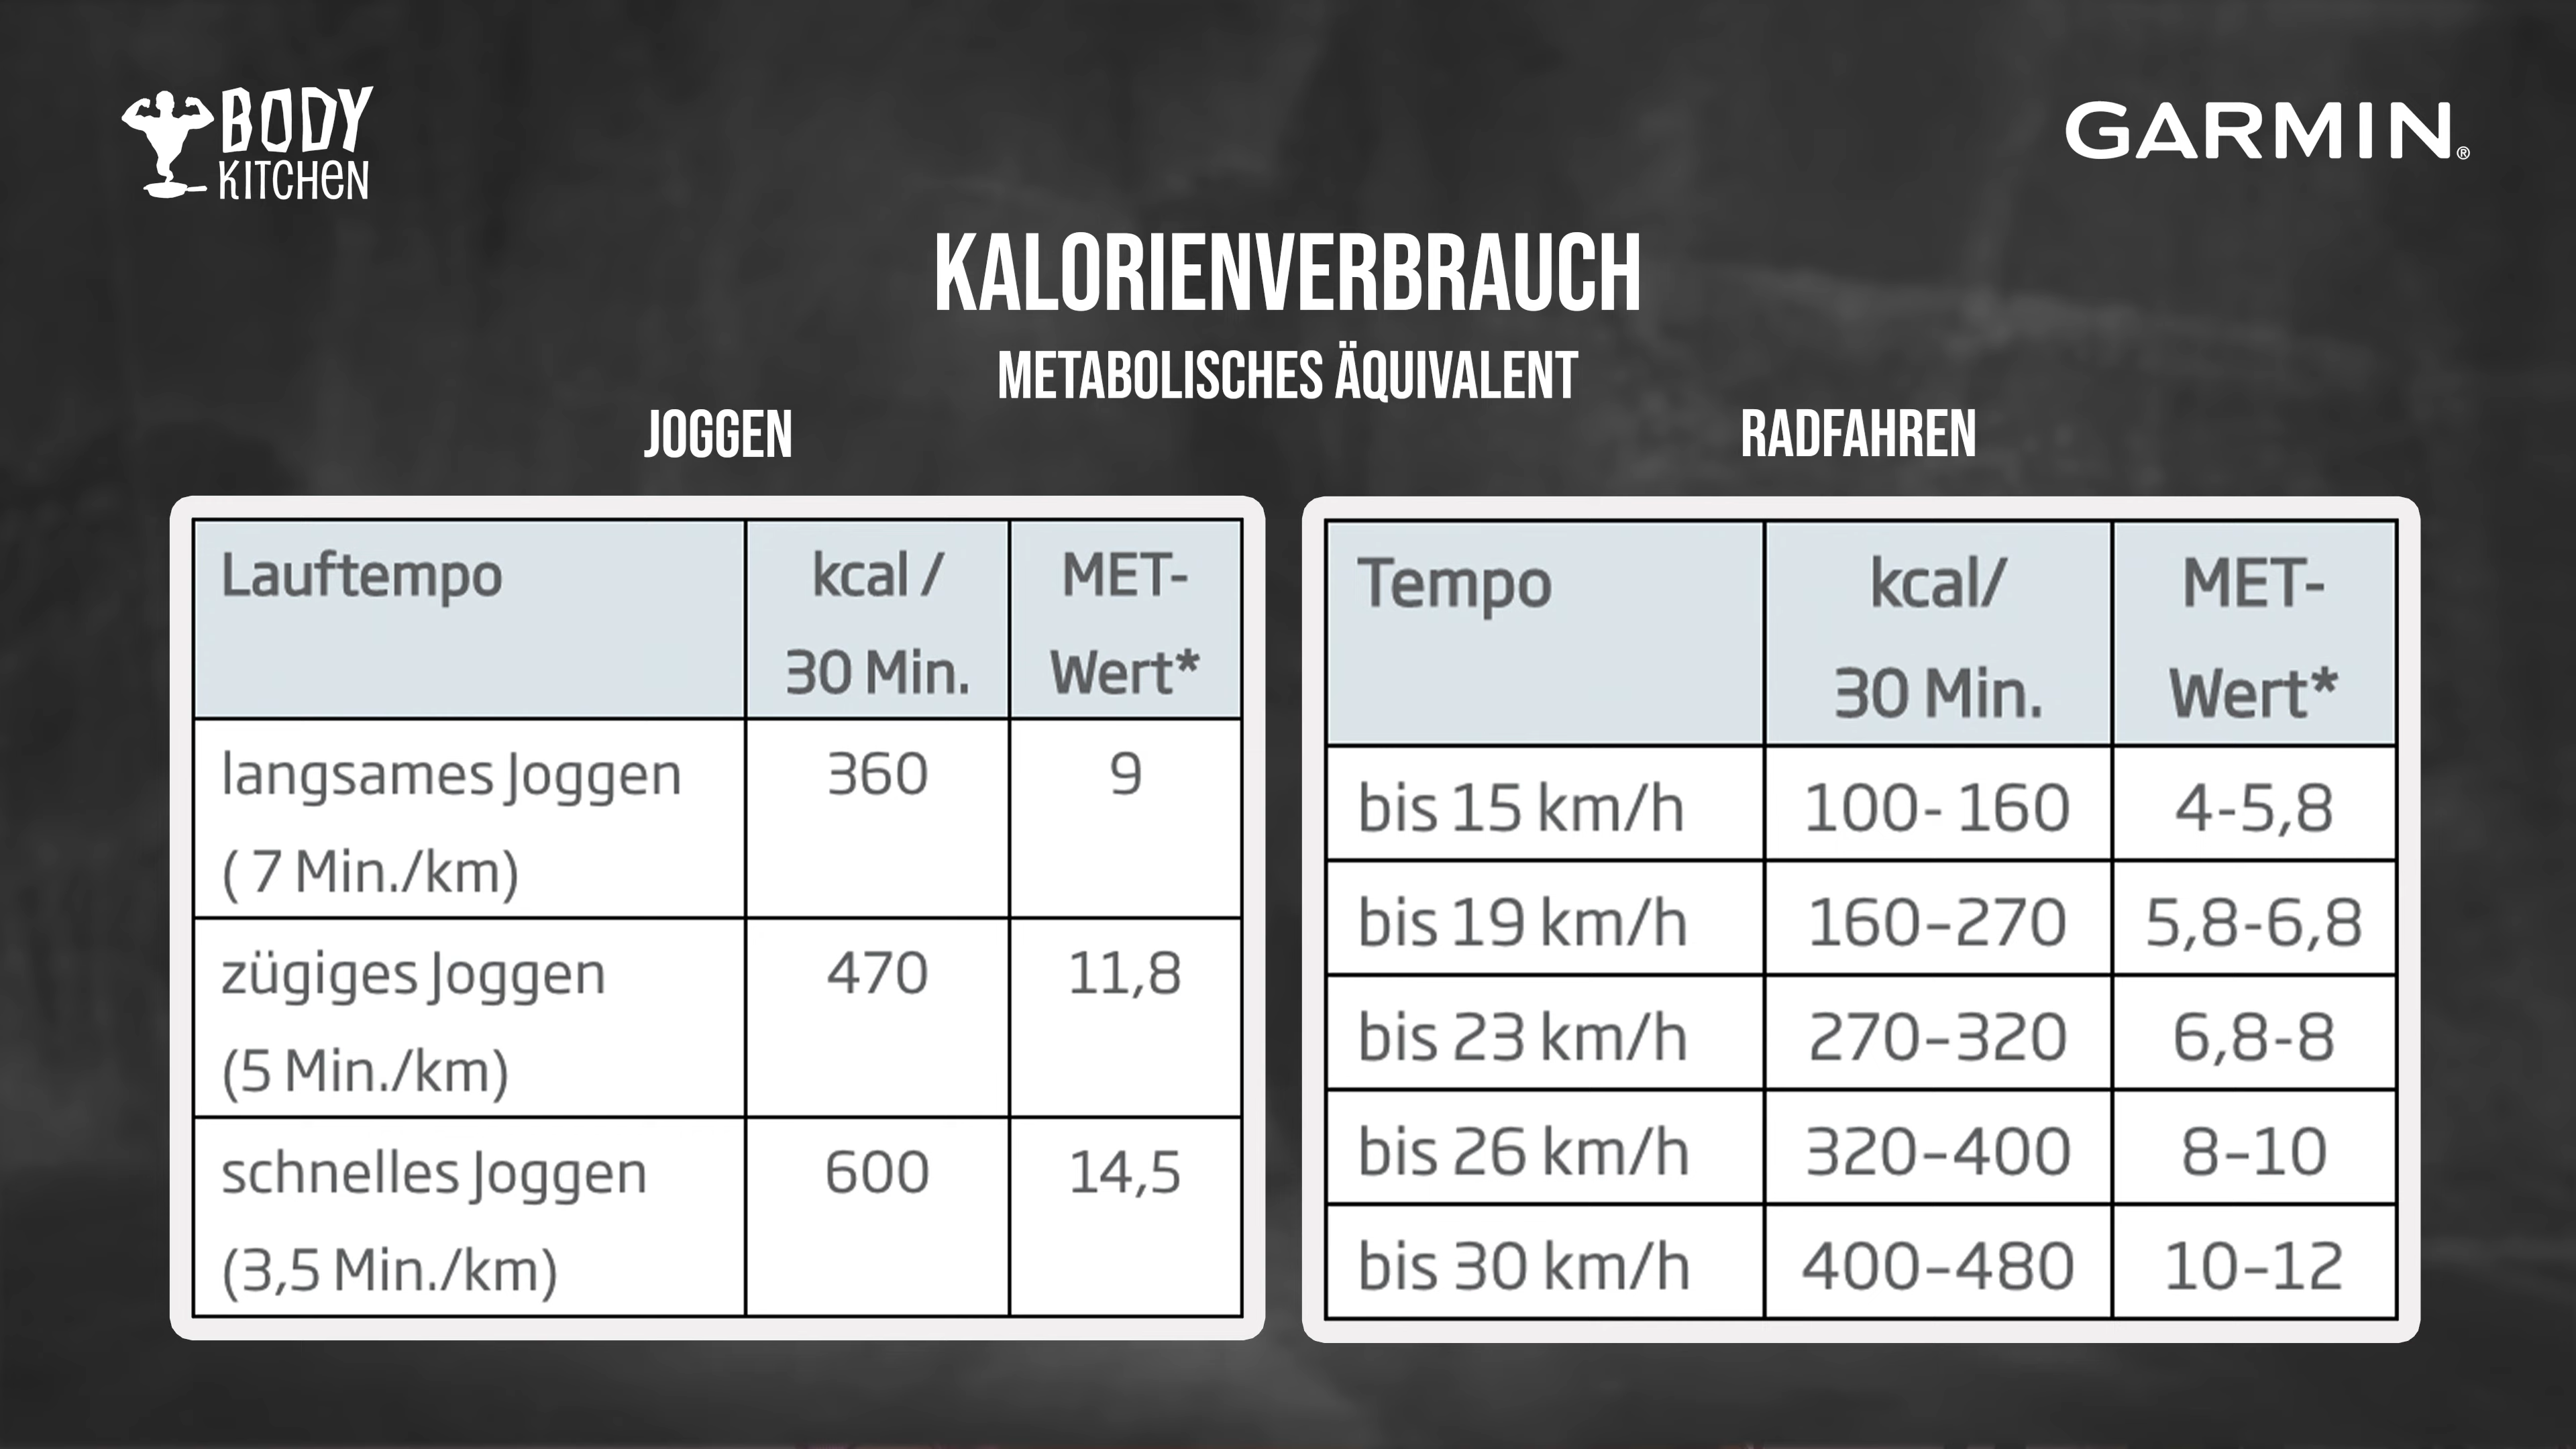 BODY
KITCHEN
GARMIN®
KALORIENVERBRAUCH
METABOLISCHES ÄQUIVALENT
JOGGEN
Lauftempo kcal / MET-
30 Min. Wert*
langsames Joggen 360 9
( 7 Min./km)
zügiges Joggen 470 11,8
(5 Min./km)
schnelles Joggen 600 14,5
(3,5 Min./km)
RADFAHREN
Tempo kcal/ MET-
30 Min. Wert*
bis 15 km/h 100- 160 4-5,8
bis 19 km/h 160–270 5,8-6,8
bis 23 km/h 270–320 6,8-8
bis 26 km/h 320–400 8–10
bis 30 km/h 400–480 10–12